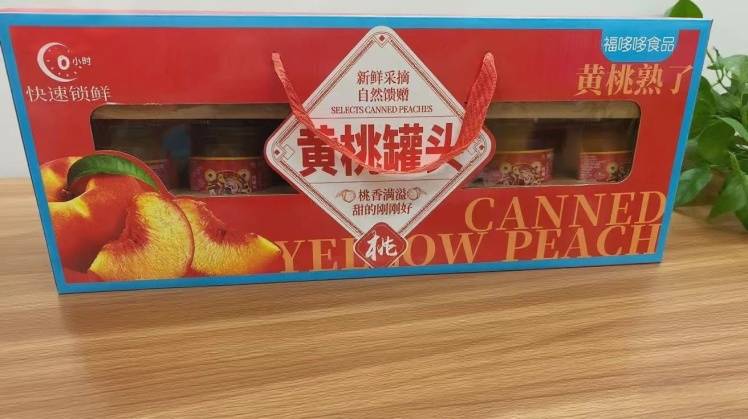 小时
快速锁鲜
新鲜采摘
自然馈赠
SELECTS CANNED PEACHES
黄桃罐头
桃香满溢
甜的刚刚好
桃
福哆哆食品
黄桃熟了
CANNED
YELLOW PEACH